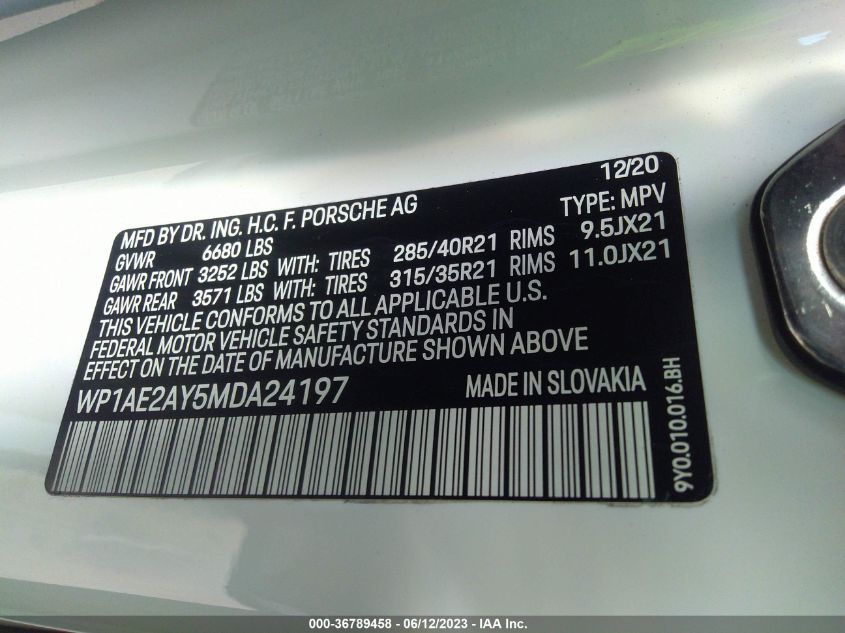 12/20
MFD BY DR. ING. H.C. F. PORSCHE AG TYPE: MPV
GVWR 6680 LBS
GAWR FRONT 3252 LBS WITH: TIRES 285/40R21 RIMS 9.5JX21
GAWR REAR 3571 LBS WITH: TIRES 315/35R21 RIMS 11.0JX21
THIS VEHICLE CONFORMS TO ALL APPLICABLE U.S.
FEDERAL MOTOR VEHICLE SAFETY STANDARDS IN
EFFECT ON THE DATE OF MANUFACTURE SHOWN ABOVE
WP1AE2AY5MDA24197 MADE IN SLOVAKIA
9Y0.010.016.BH
000-36789458 - 06/12/2023 - IAA Inc.